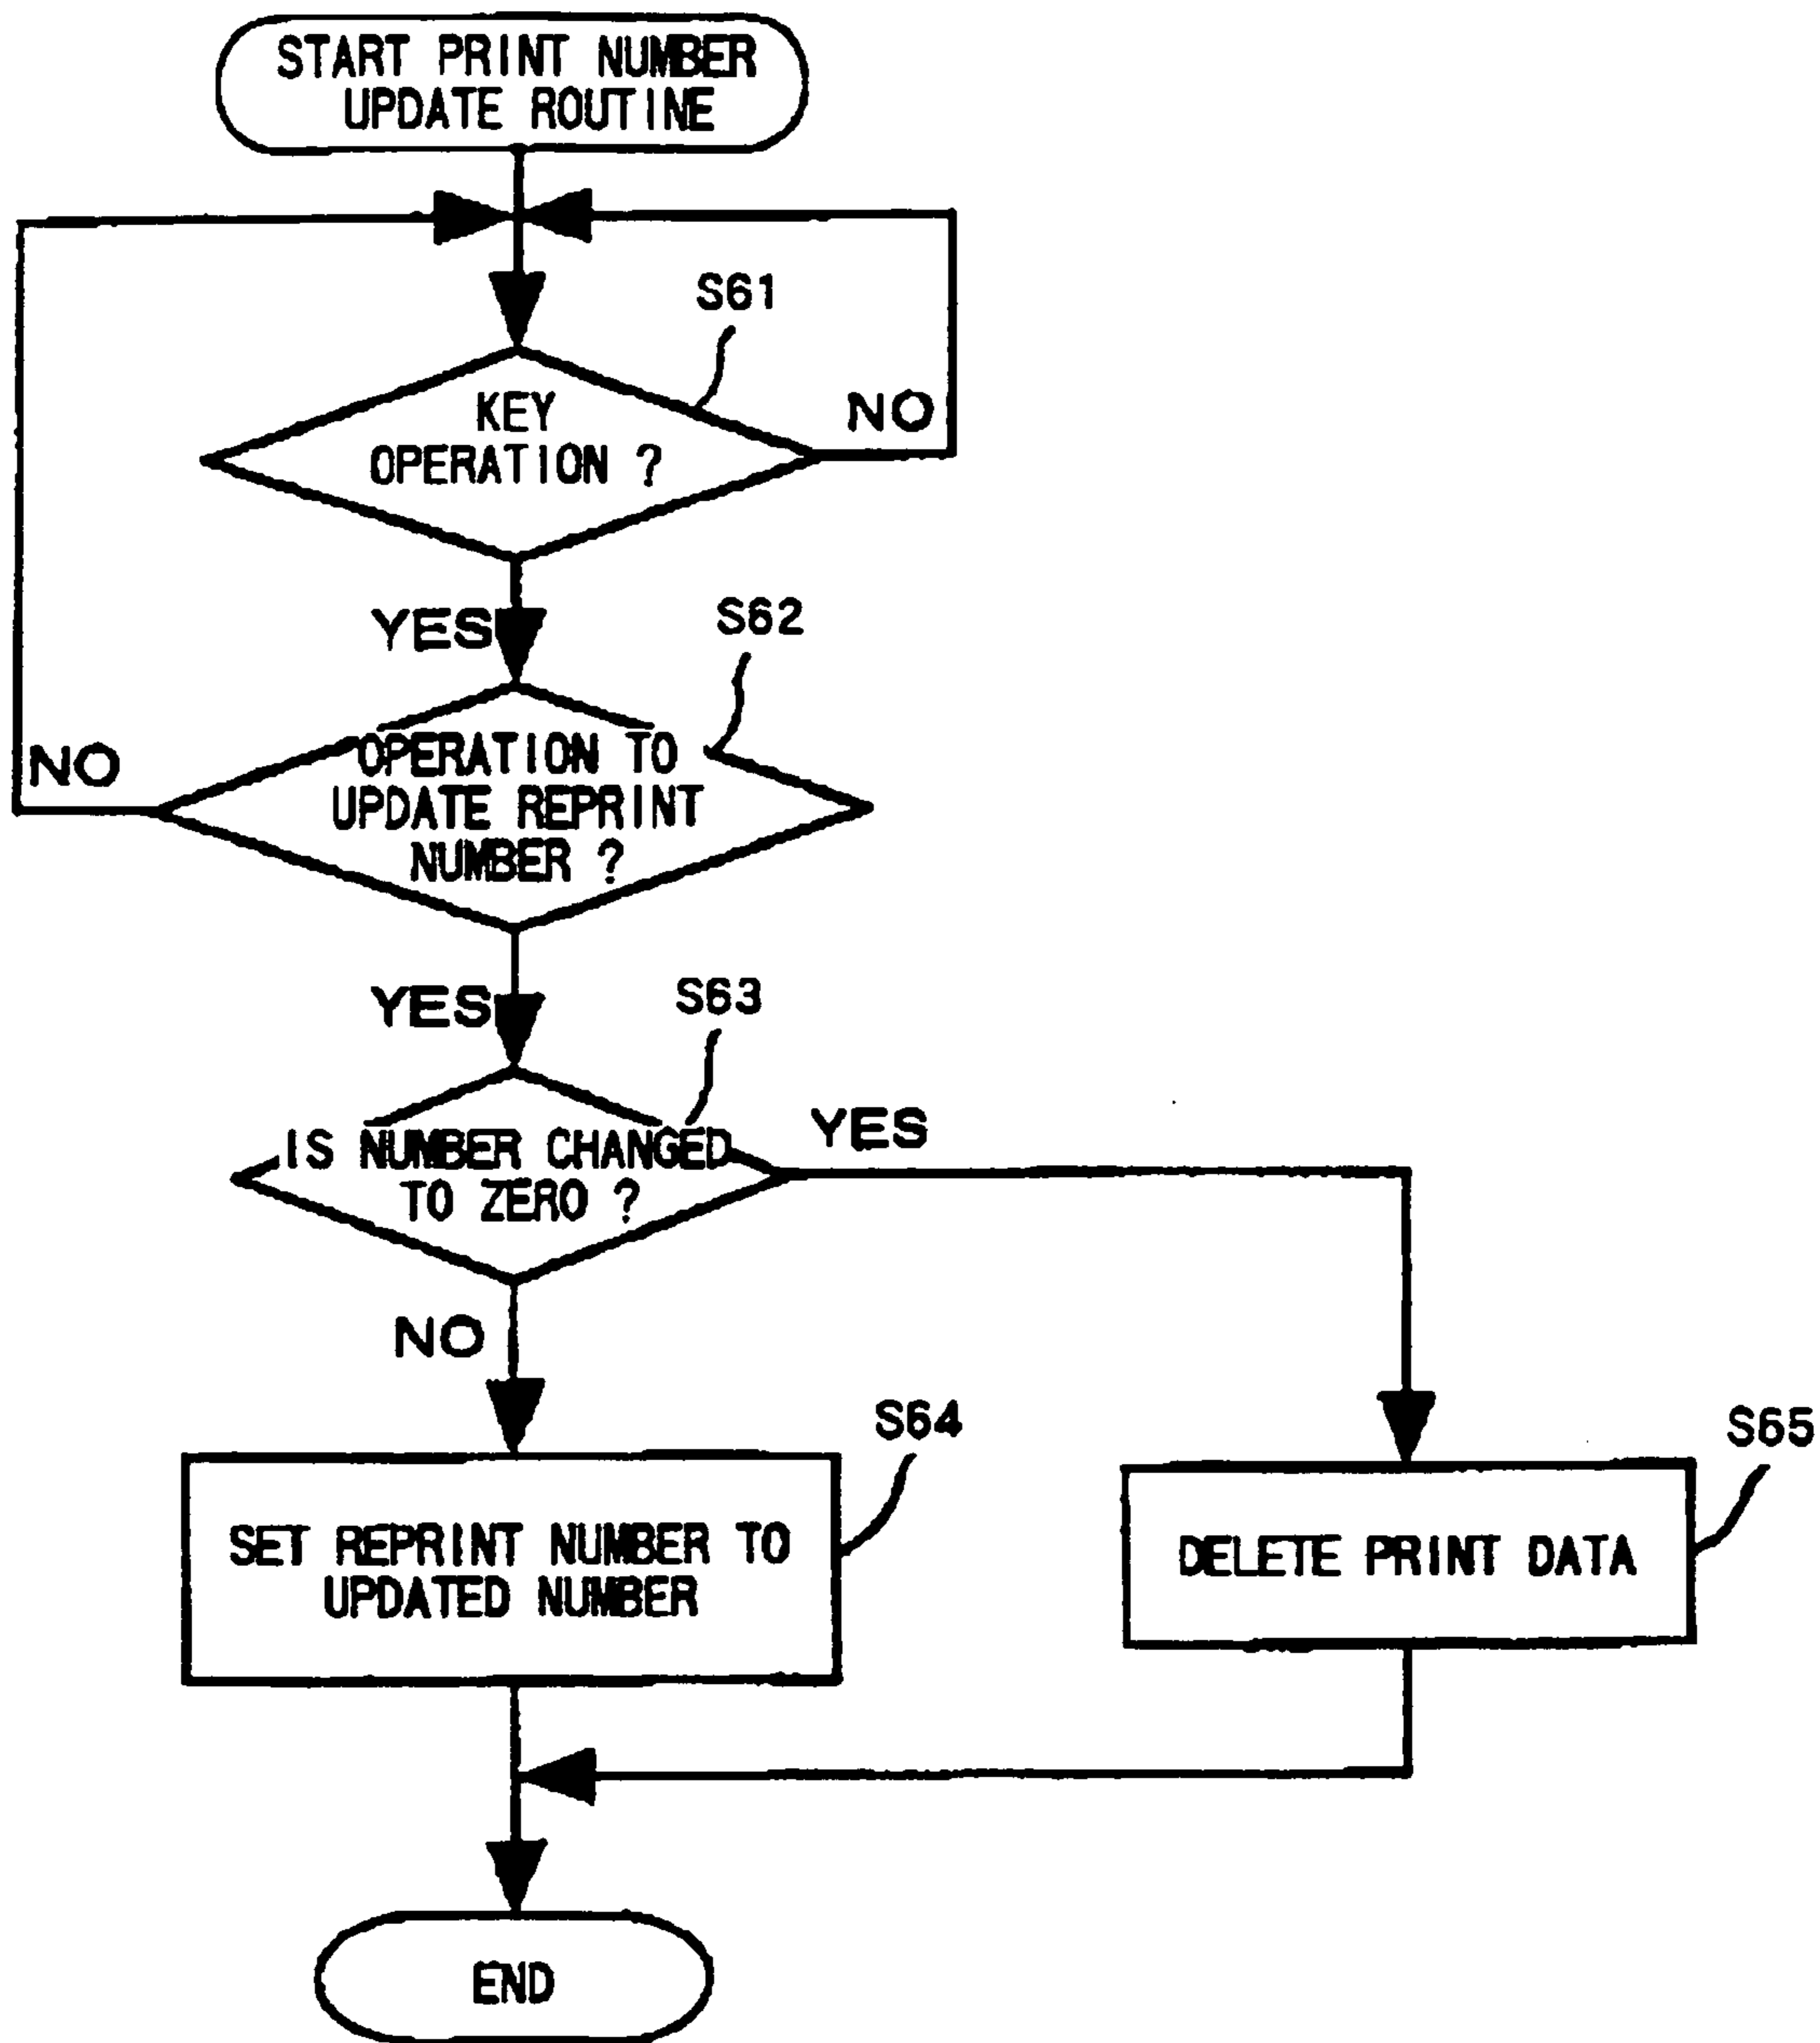 START PRINT NUMBER
UPDATE ROUTINE
S61
KEY
OPERATION ?
NO
YES
S62
OPERATION TO
UPDATE REPRINT
NUMBER ?
NO
YES
S63
IS NUMBER CHANGED
TO ZERO ?
YES
NO
S64
SET REPRINT NUMBER TO
UPDATED NUMBER
S65
DELETE PRINT DATA
END